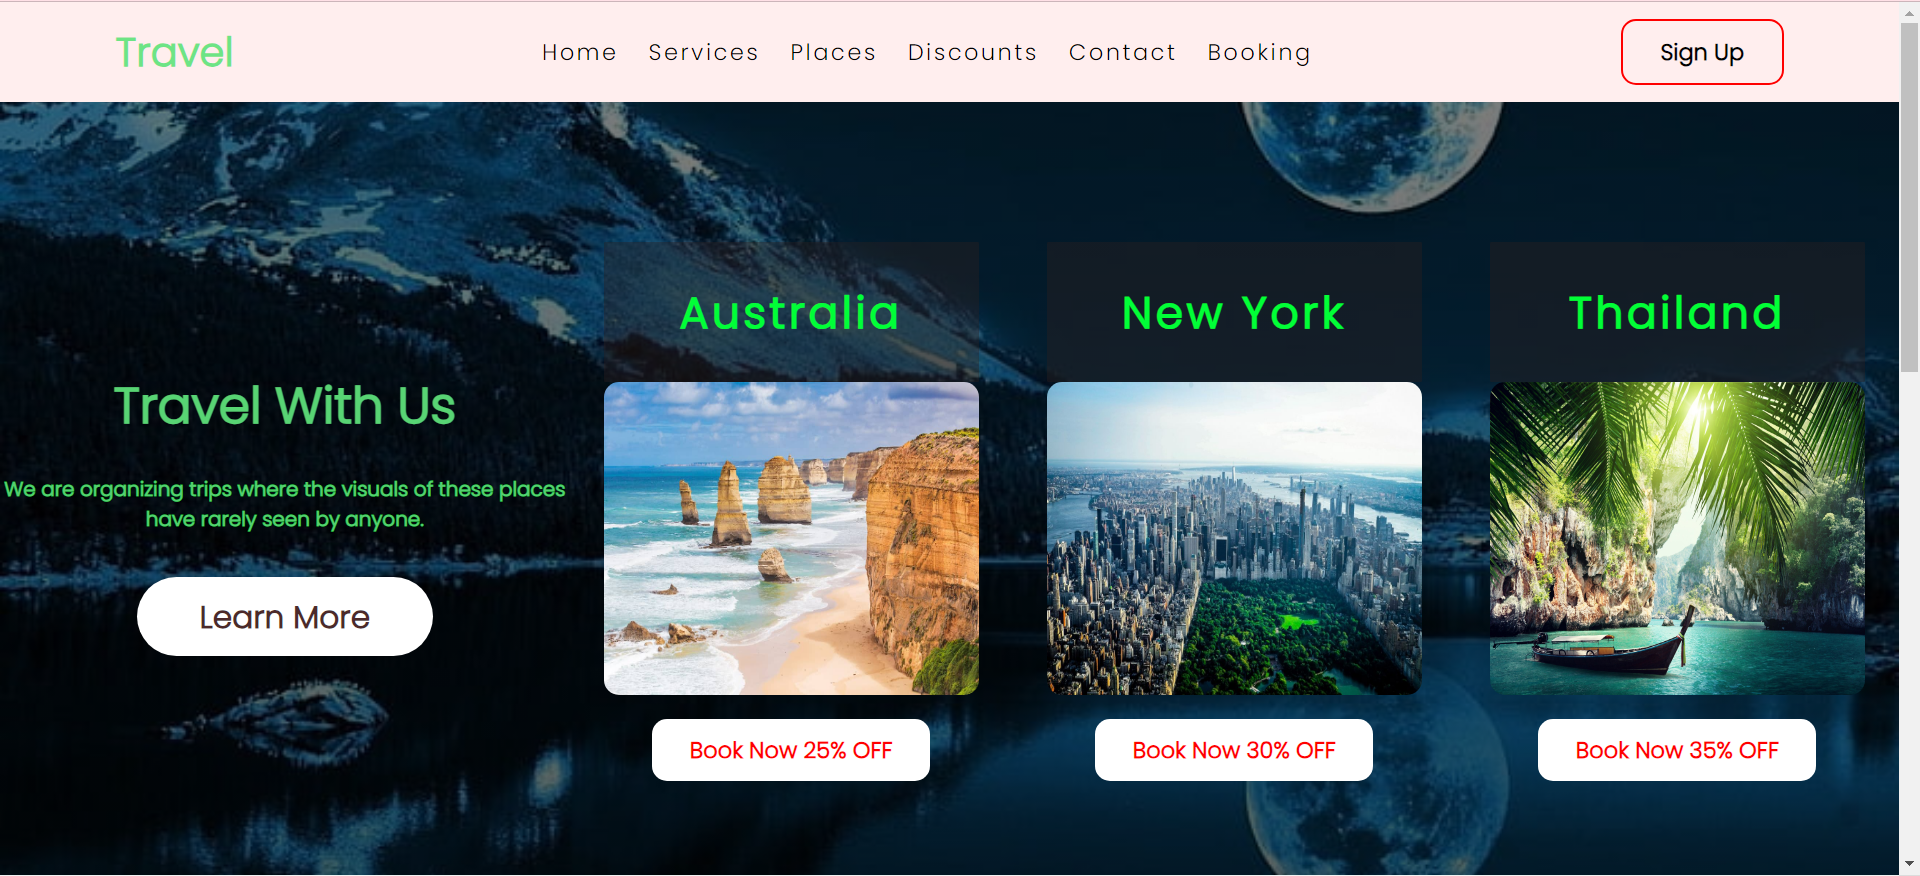 Travel
Home Services Places Discounts Contact Booking
Sign Up
Travel With Us
We are organizing trips where the visuals of these places
have rarely seen by anyone.
Learn More
Australia
Book Now 25% OFF
New York
Book Now 30% OFF
Thailand
Book Now 35% OFF